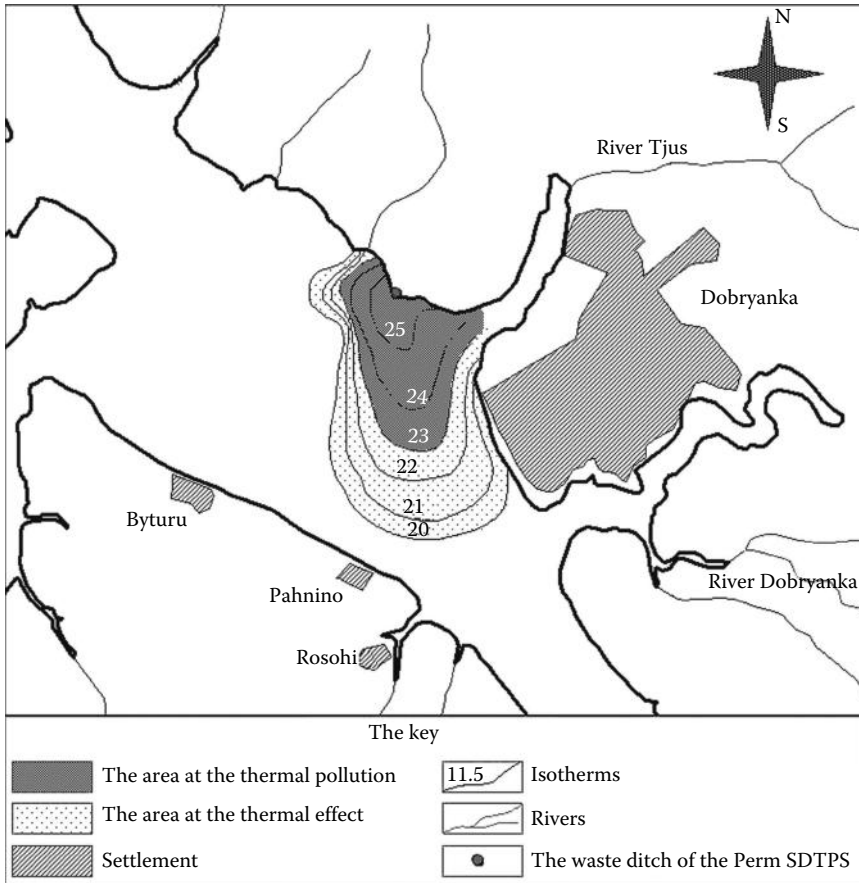 N
S
River Tjus
Dobryanka
25
24
23
22
21
20
Byturu
Pahnino
River Dobryanka
Rosohi
The key
The area at the thermal pollution
11.5 Isotherms
The area at the thermal effect
Rivers
Settlement
The waste ditch of the Perm SDTPS